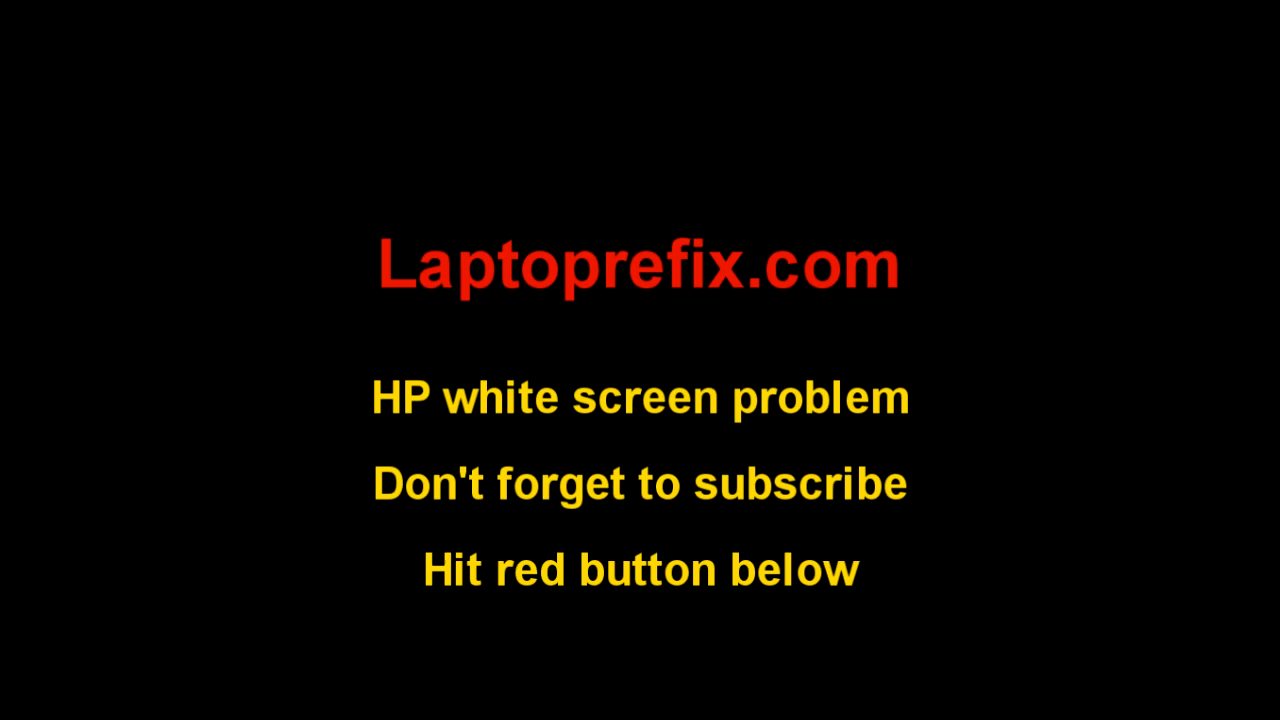 Laptoprefix.com
HP white screen problem
Don't forget to subscribe
Hit red button below